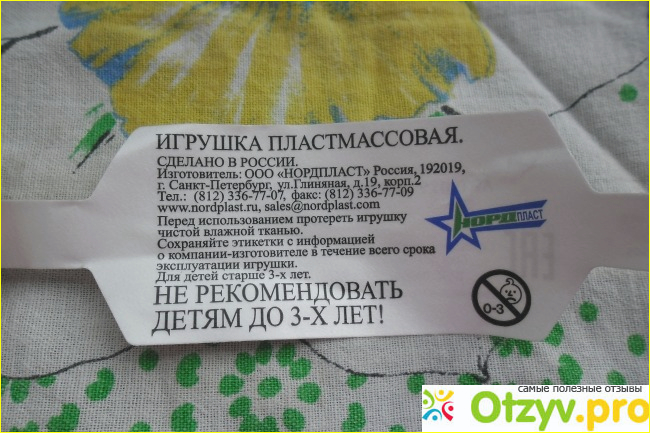 ИГРУШКА ПЛАСТМАССОВАЯ.
СДЕЛАНО В РОССИИ.
Изготовитель: ООО «НОРДПЛАСТ» Россия, 192019,
г. Санкт-Петербург, ул.Глиняная, д.19, корп.2
Тел.: (812) 336-77-07, факс: (812) 336-77-09
www.nordplast.ru, sales@nordplast.com
Перед использованием протереть игрушку
чистой влажной тканью.
Сохраняйте этикетки с информацией
о компании-изготовителе в течение всего срока
эксплуатации игрушки.
Для детей старше 3-х лет.
НЕ РЕКОМЕНДОВАТЬ
ДЕТЯМ ДО 3-Х ЛЕТ!
НОРДПЛАСТ
0-3
самые полезные отзывы
Otzyv.pro